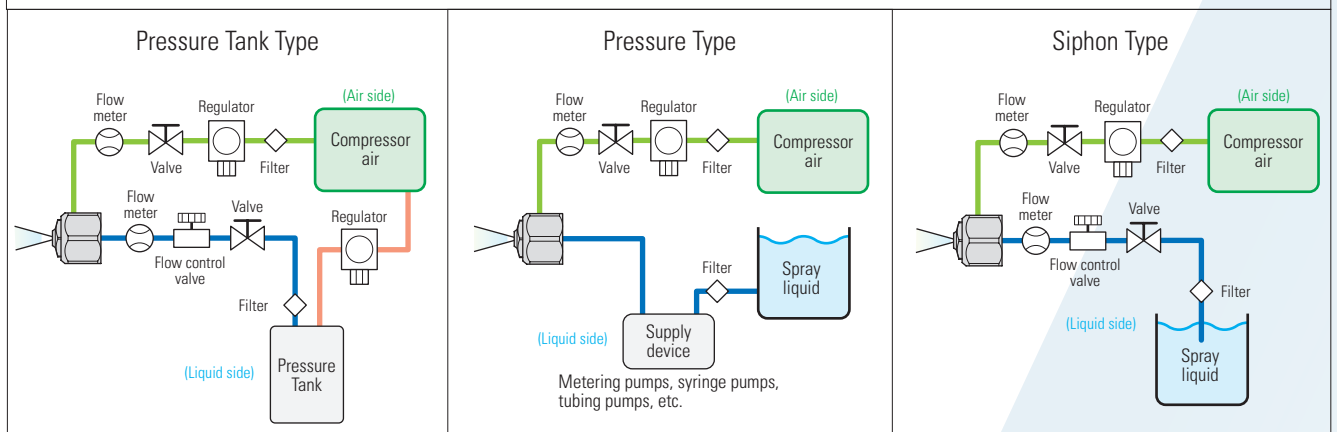 Pressure Tank Type
(Air side)
Flow
meter
Regulator
Compressor
air
Valve
Filter
Flow
meter
Valve
Regulator
Flow control
valve
Filter
(Liquid side)
Pressure
Tank
Pressure Type
(Air side)
Flow
meter
Regulator
Compressor
air
Valve
Filter
Filter
Spray
liquid
(Liquid side)
Supply
device
Metering pumps, syringe pumps,
tubing pumps, etc.
Siphon Type
(Air side)
Flow
meter
Regulator
Compressor
air
Valve
Filter
Flow
meter
Valve
Flow control
valve
Filter
(Liquid side)
Spray
liquid